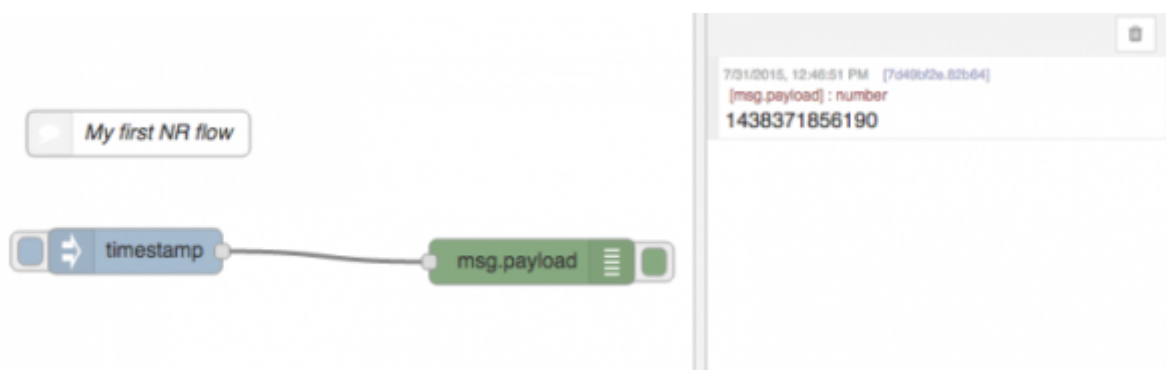 My first NR flow
timestamp
msg.payload
7/31/2015, 12:46:51 PM [7d49bf2e.82b64]
[msg.payload] : number
1438371856190